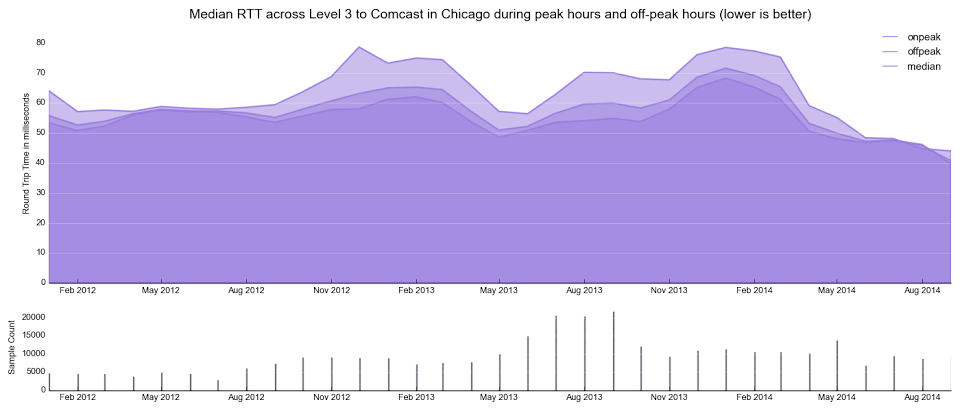 Median RTT across Level 3 to Comcast in Chicago during peak hours and off-peak hours (lower is better)
onpeak
offpeak
median
Round Trip Time in milliseconds
80
70
60
50
40
30
20
10
0
Feb 2012 May 2012 Aug 2012 Nov 2012 Feb 2013 May 2013 Aug 2013 Nov 2013 Feb 2014 May 2014 Aug 2014
Sample Count
20000
15000
10000
5000
0
Feb 2012 May 2012 Aug 2012 Nov 2012 Feb 2013 May 2013 Aug 2013 Nov 2013 Feb 2014 May 2014 Aug 2014